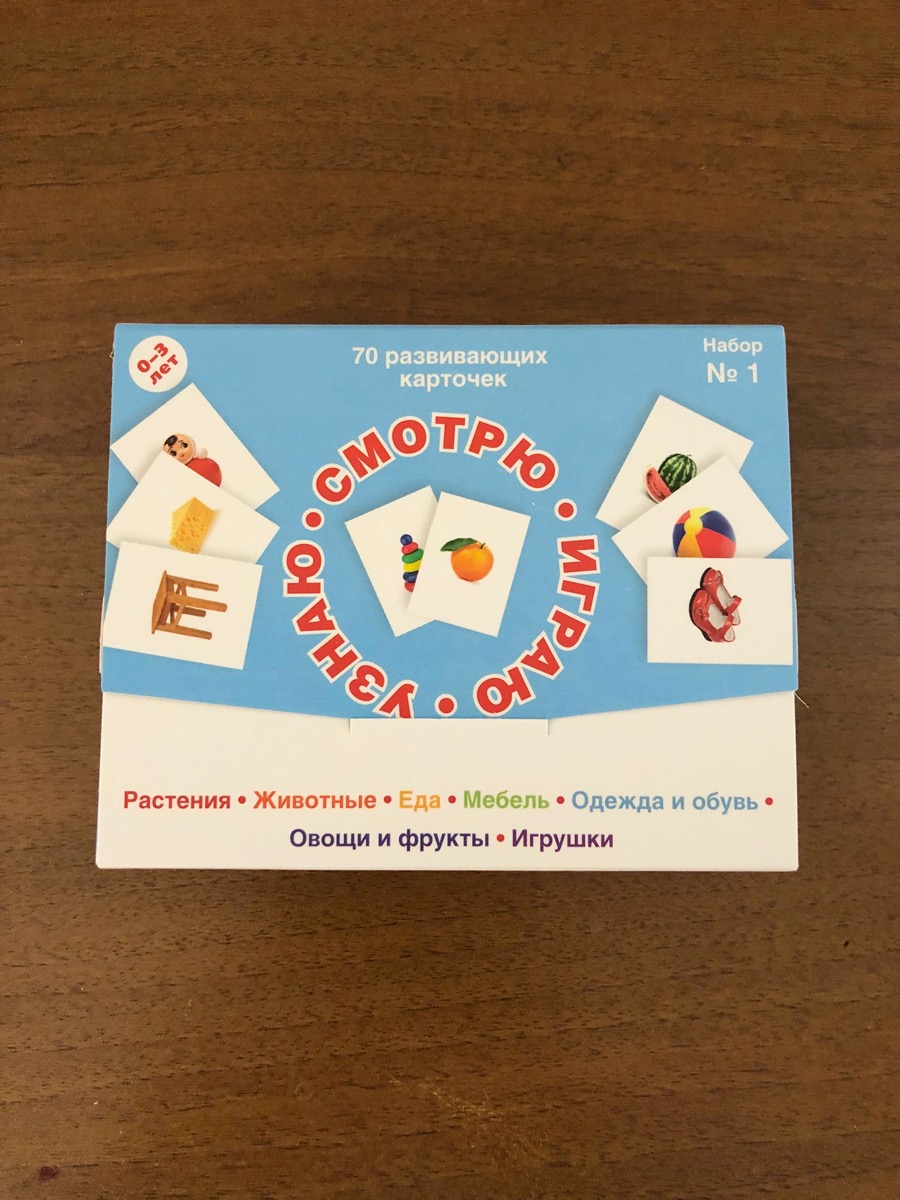 0–3
лет
70 развивающих
карточек
Набор
№ 1
СМОТРЮ • ИГРАЮ • УЗНАЮ •
Растения • Животные • Еда • Мебель • Одежда и обувь •
Овощи и фрукты • Игрушки